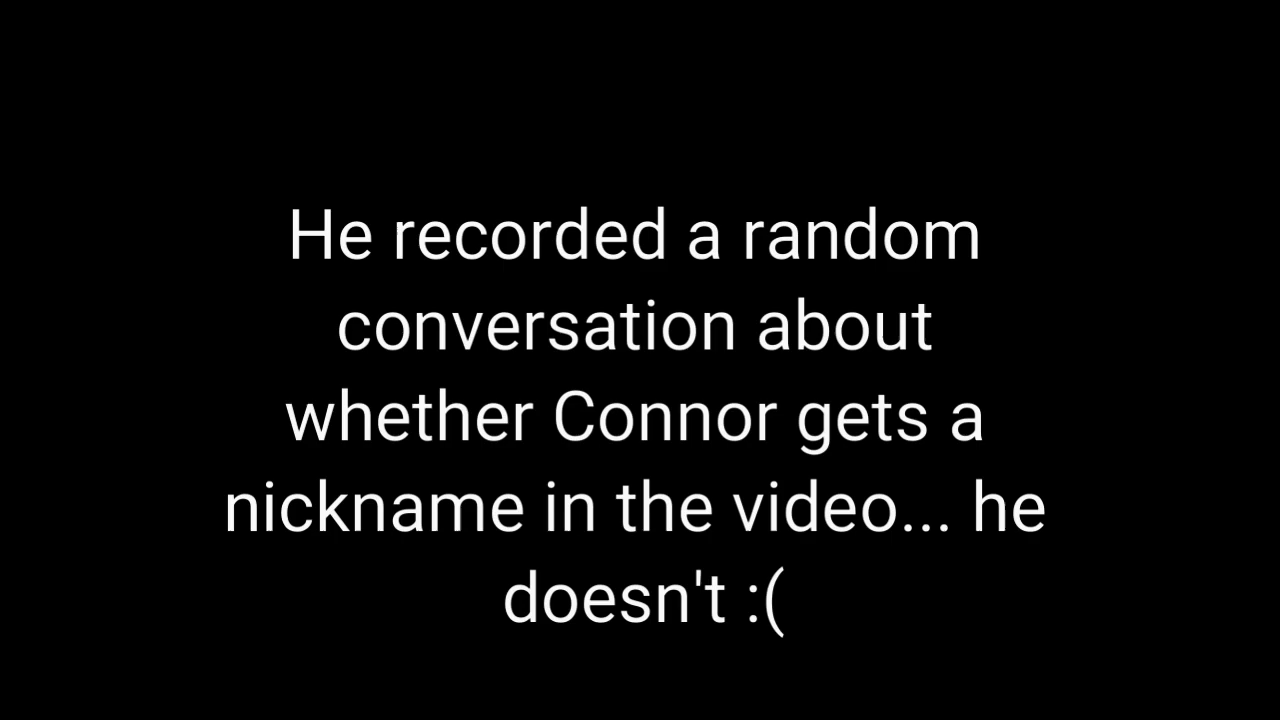 He recorded a random
conversation about
whether Connor gets a
nickname in the video... he
doesn't :(